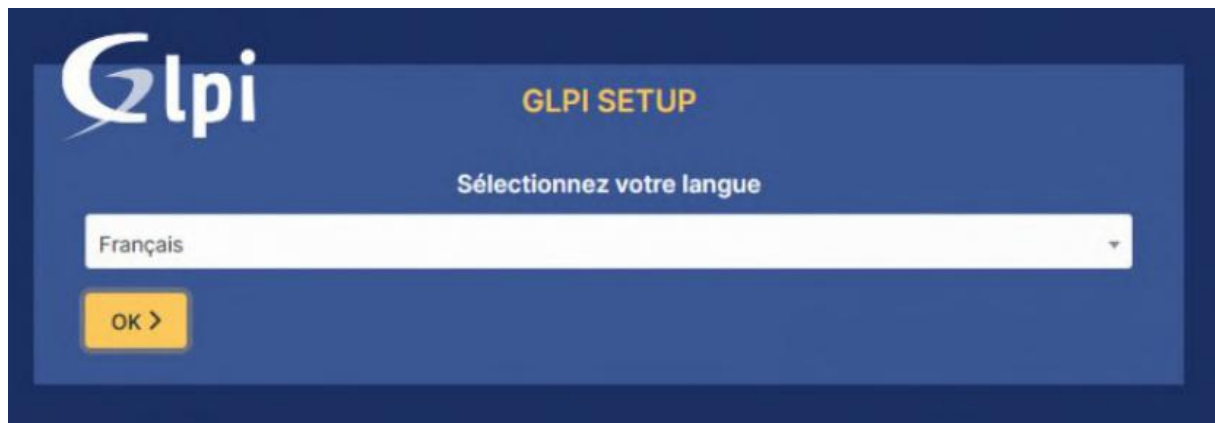 Glpi
GLPI SETUP
Sélectionnez votre langue
Français
OK >